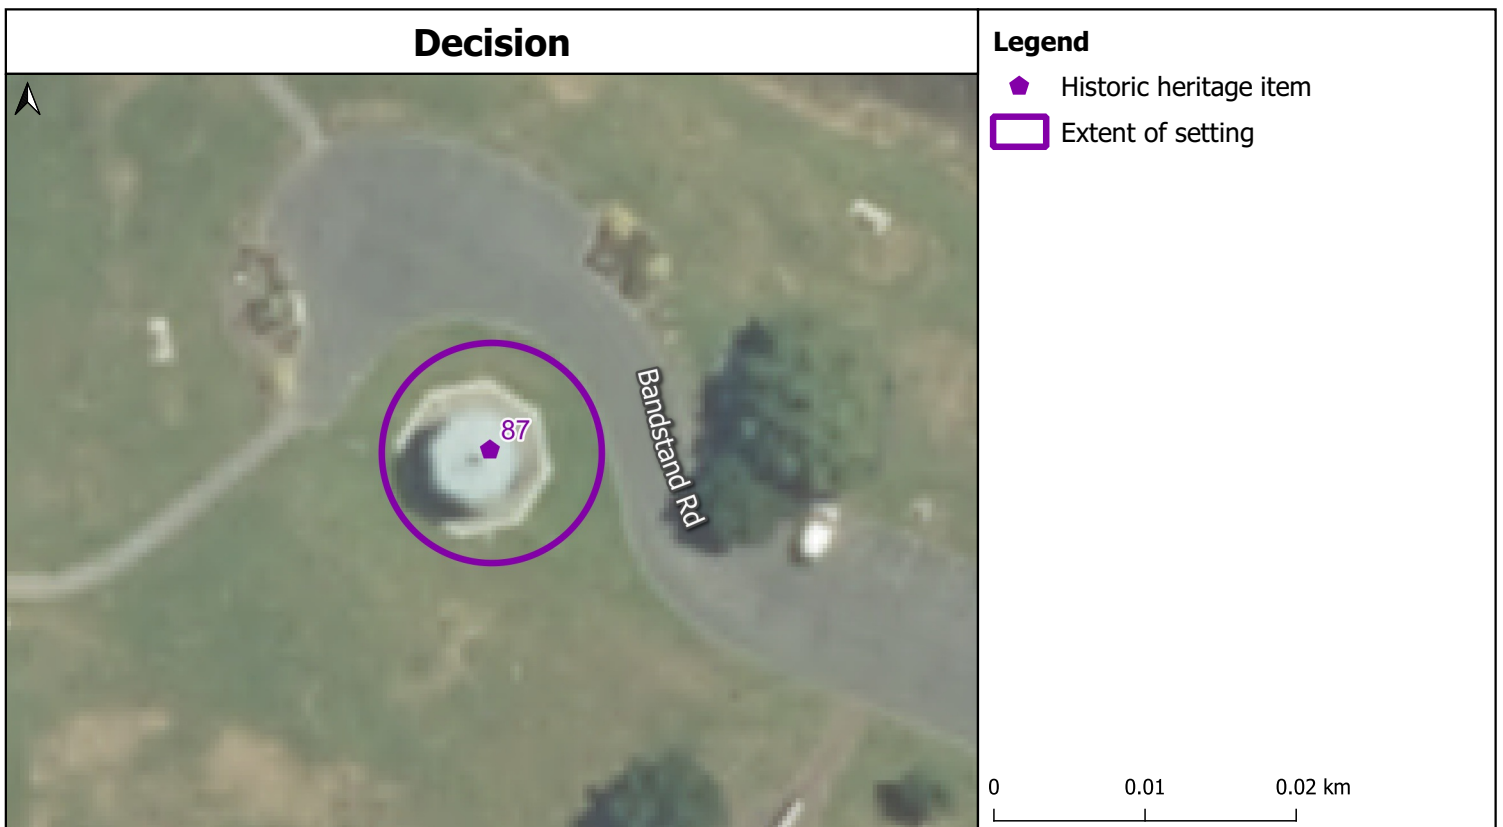 Decision
87
Bandstand Rd
Legend
Historic heritage item
Extent of setting
0 0.01 0.02 km